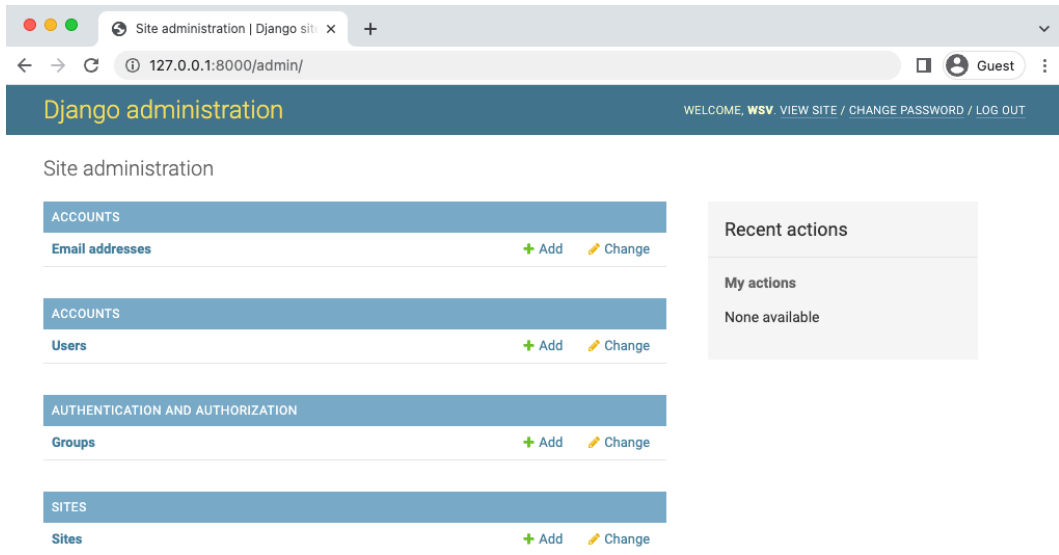 Site administration | Django sit
127.0.0.1:8000/admin/
Guest
Django administration
WELCOME, WSV. VIEW SITE / CHANGE PASSWORD / LOG OUT
Site administration
ACCOUNTS
Email addresses + Add Change
ACCOUNTS
Users + Add Change
AUTHENTICATION AND AUTHORIZATION
Groups + Add Change
SITES
Sites + Add Change
Recent actions
My actions
None available